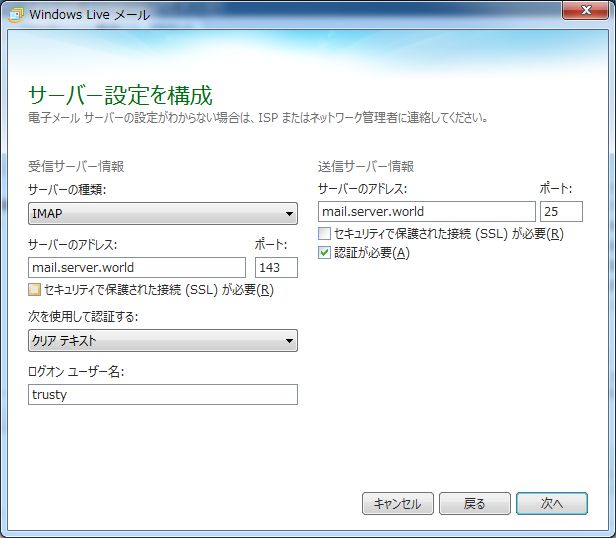 Windows Live メール
サーバー設定を構成
電子メール サーバーの設定がわからない場合は、ISP またはネットワーク管理者に連絡してください。
受信サーバー情報
サーバーの種類:
IMAP
サーバーのアドレス: ポート:
mail.server.world 143
セキュリティで保護された接続 (SSL) が必要(R)
次を使用して認証する:
クリア テキスト
ログオン ユーザー名:
trusty
送信サーバー情報
サーバーのアドレス: ポート:
mail.server.world 25
セキュリティで保護された接続 (SSL) が必要(R)
認証が必要(A)
キャンセル 戻る 次へ